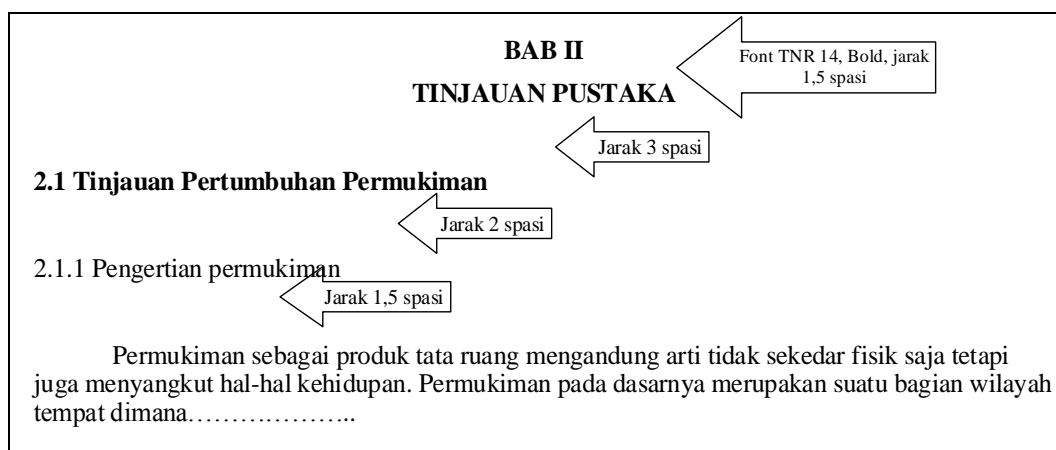 BAB II
Font TNR 14, Bold, jarak
1,5 spasi
TINJAUAN PUSTAKA
Jarak 3 spasi
2.1 Tinjauan Pertumbuhan Permukiman
Jarak 2 spasi
2.1.1 Pengertian permukiman
Jarak 1,5 spasi
Permukiman sebagai produk tata ruang mengandung arti tidak sekedar fisik saja tetapi
juga menyangkut hal-hal kehidupan. Permukiman pada dasarnya merupakan suatu bagian wilayah
tempat dimana………………..